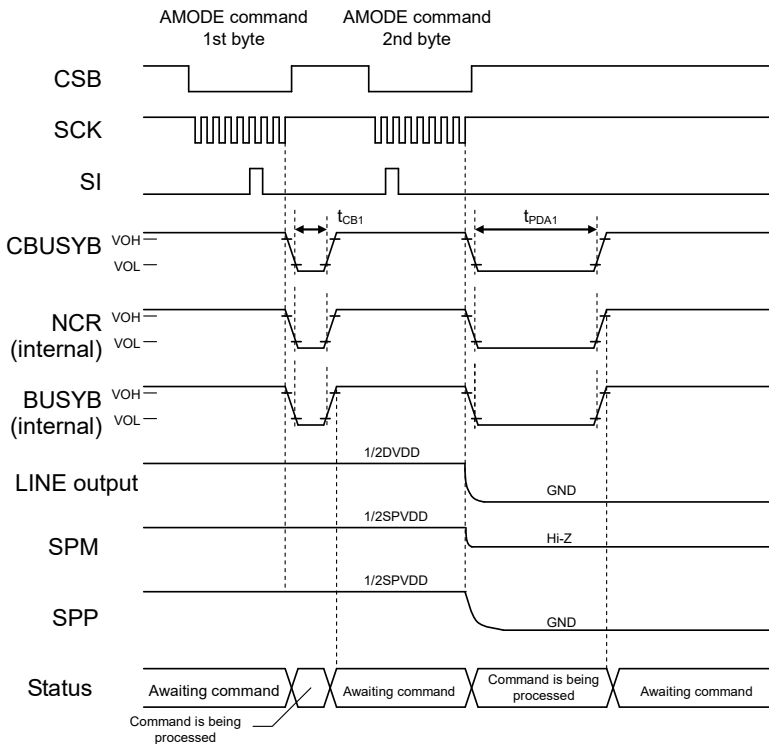 AMODE command
1st byte
AMODE command
2nd byte
CSB
SCK
SI
tCB1
tPDA1
CBUSYB
VOH
VOL
NCR
(internal)
VOH
VOL
BUSYB
(internal)
VOH
VOL
1/2DVDD
LINE output
GND
1/2SPVDD
SPM
Hi-Z
1/2SPVDD
SPP
GND
Status
Awaiting command
Awaiting command
Command is being
processed
Awaiting command
Command is being
processed